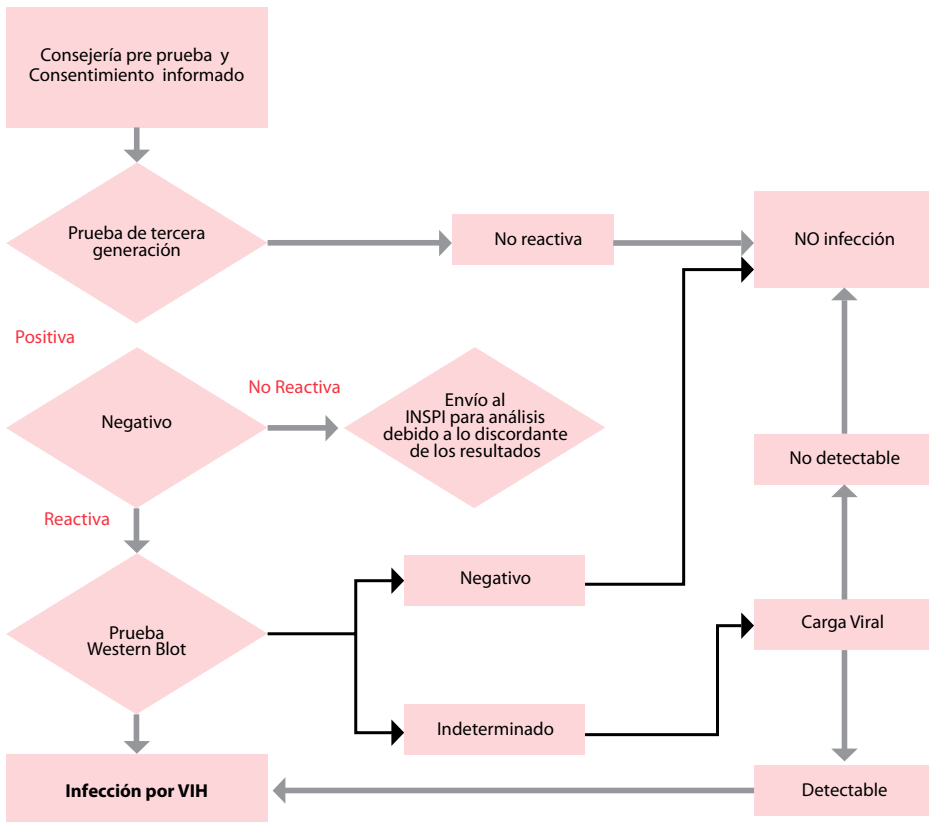 Consejería pre prueba y
Consentimiento informado
Prueba de tercera
generación
No reactiva
NO infección
Positiva
Negativo
No Reactiva
Envío al
INSPI para análisis
debido a lo discordante
de los resultados
No detectable
Reactiva
Negativo
Prueba
Western Blot
Carga Viral
Indeterminado
Infección por VIH
Detectable